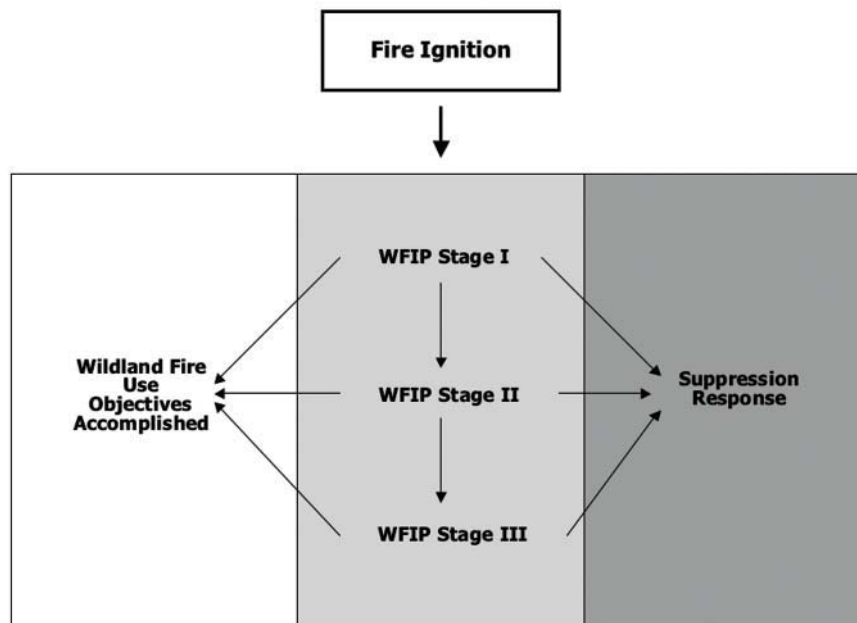 Fire Ignition
WFIP Stage I
Wildland Fire
Use
Objectives
Accomplished
WFIP Stage II
Suppression
Response
WFIP Stage III